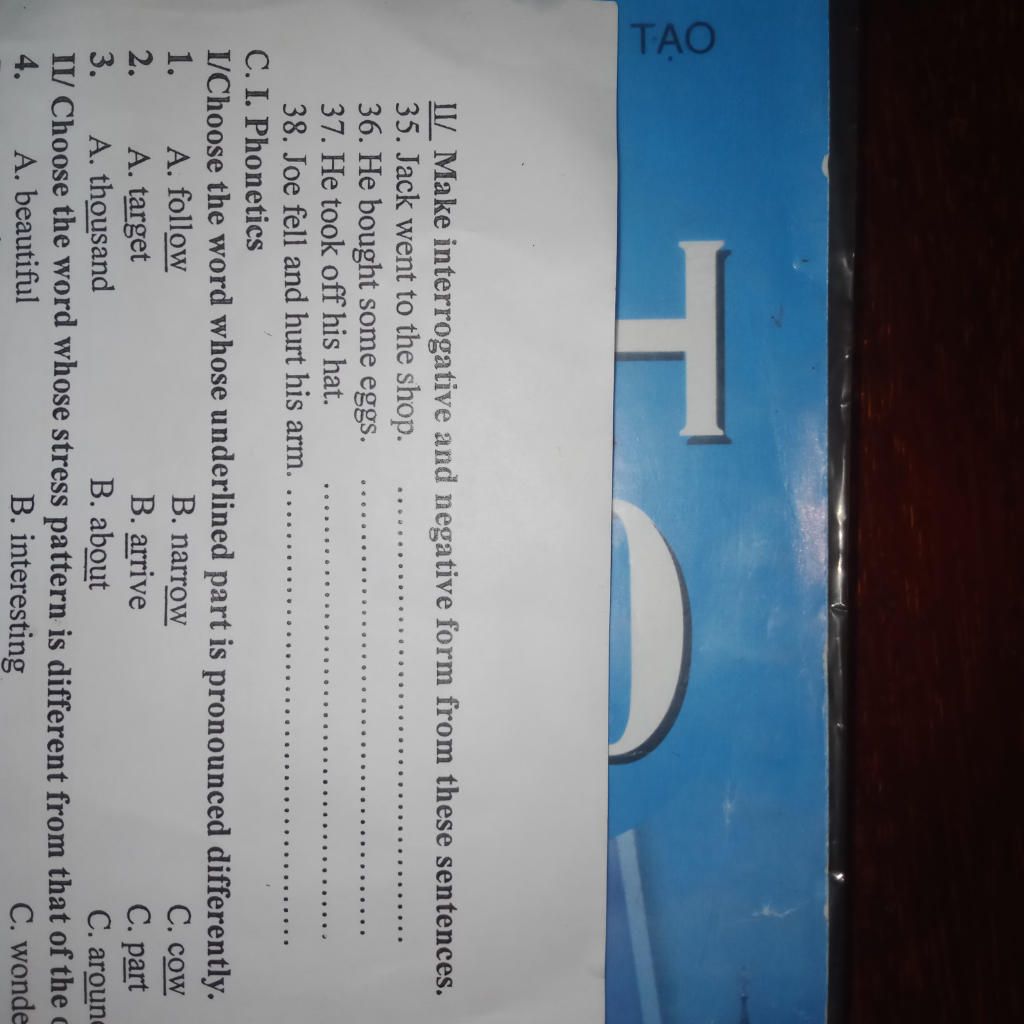 TẠO
HO
II/ Make interrogative and negative form from these sentences.
35. Jack went to the shop. ........................................
36. He bought some eggs. ........................................
37. He took off his hat. ........................................
38. Joe fell and hurt his arm. ........................................
C. I. Phonetics
I/Choose the word whose underlined part is pronounced differently.
1. A. follow B. narrow C. cow
2. A. target B. arrive C. part
3. A. thousand B. about C.
II/ Choose the word whose stress pattern is different from that of the
4. A. beautiful B. interesting C.